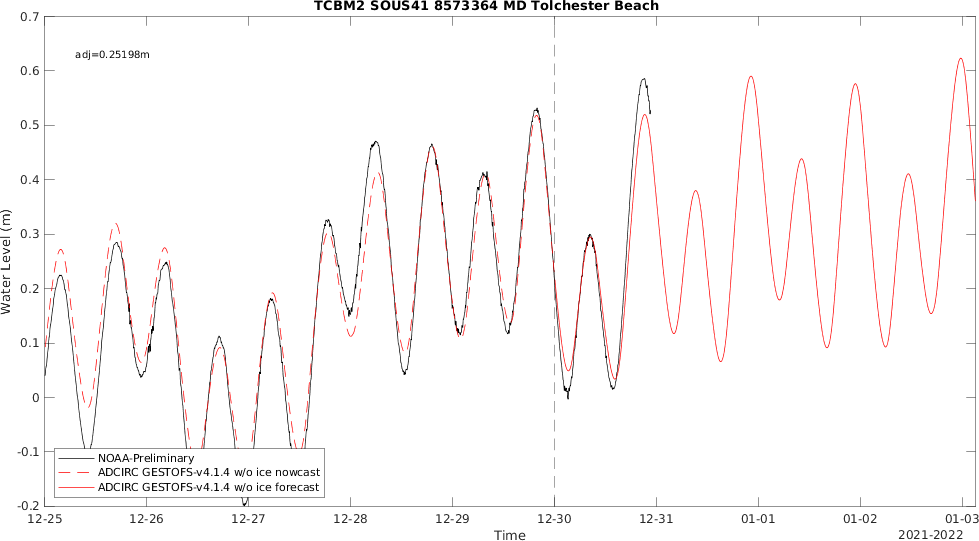 TCBM2 SOUS41 8573364 MD Tolchester Beach
adj=0.25198m
Water Level (m)
0.7
0.6
0.5
0.4
0.3
0.2
0.1
0
-0.1
-0.2
NOAA-Preliminary
ADCIRC GESTOFS-v4.1.4 w/o ice nowcast
ADCIRC GESTOFS-v4.1.4 w/o ice forecast
12-25 12-26 12-27 12-28 12-29 12-30 12-31 01-01 01-02 01-03
Time
2021-2022